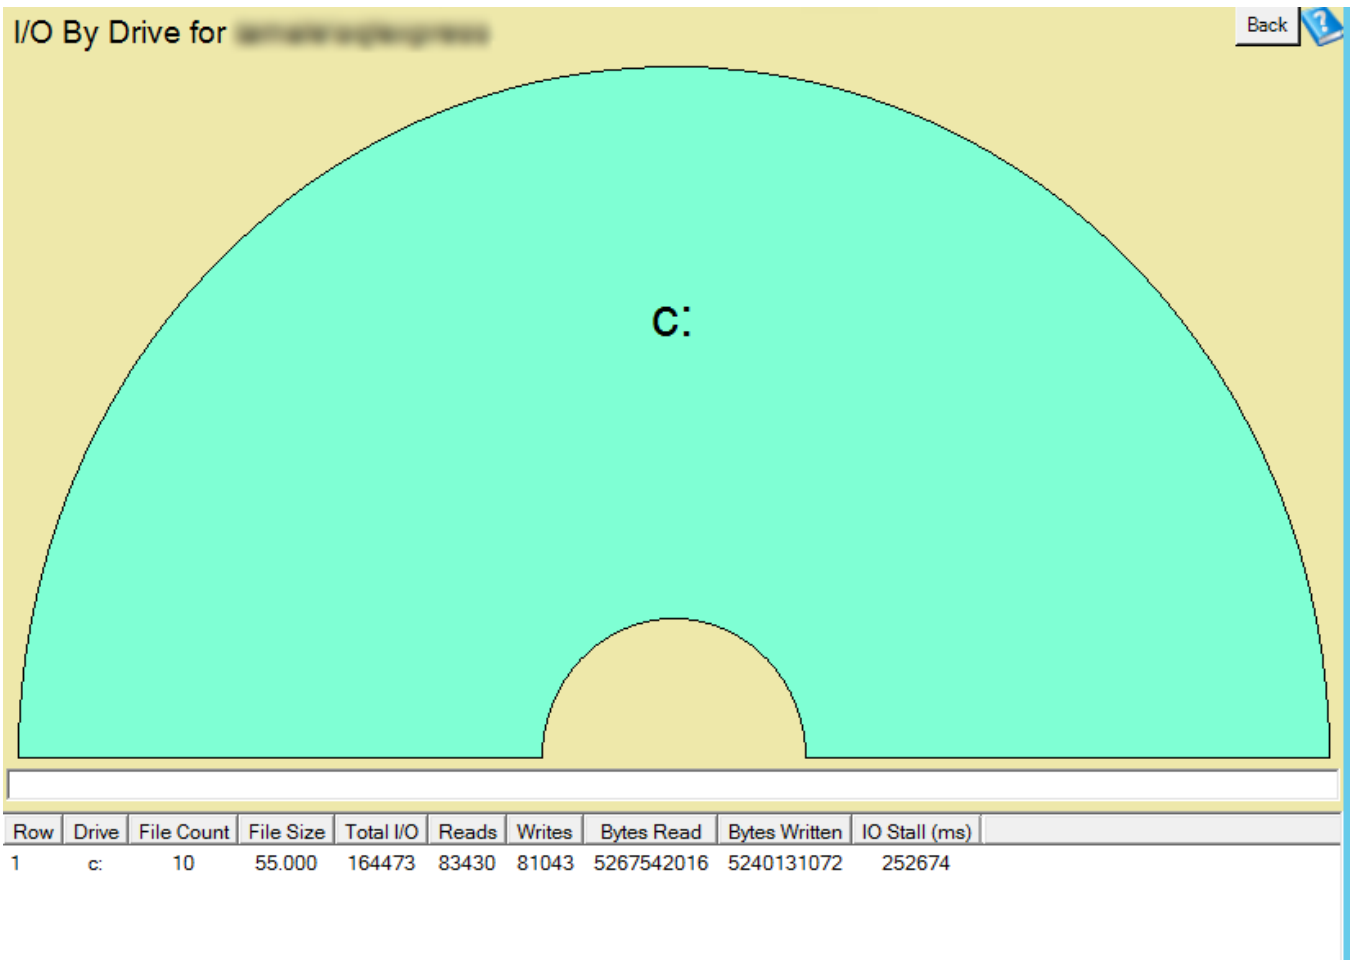 I/O By Drive for
Back
?
c:
Row Drive File Count File Size Total I/O Reads Writes Bytes Read Bytes Written IO Stall (ms)
1 c: 10 55.000 164473 83430 81043 5267542016 5240131072 252674